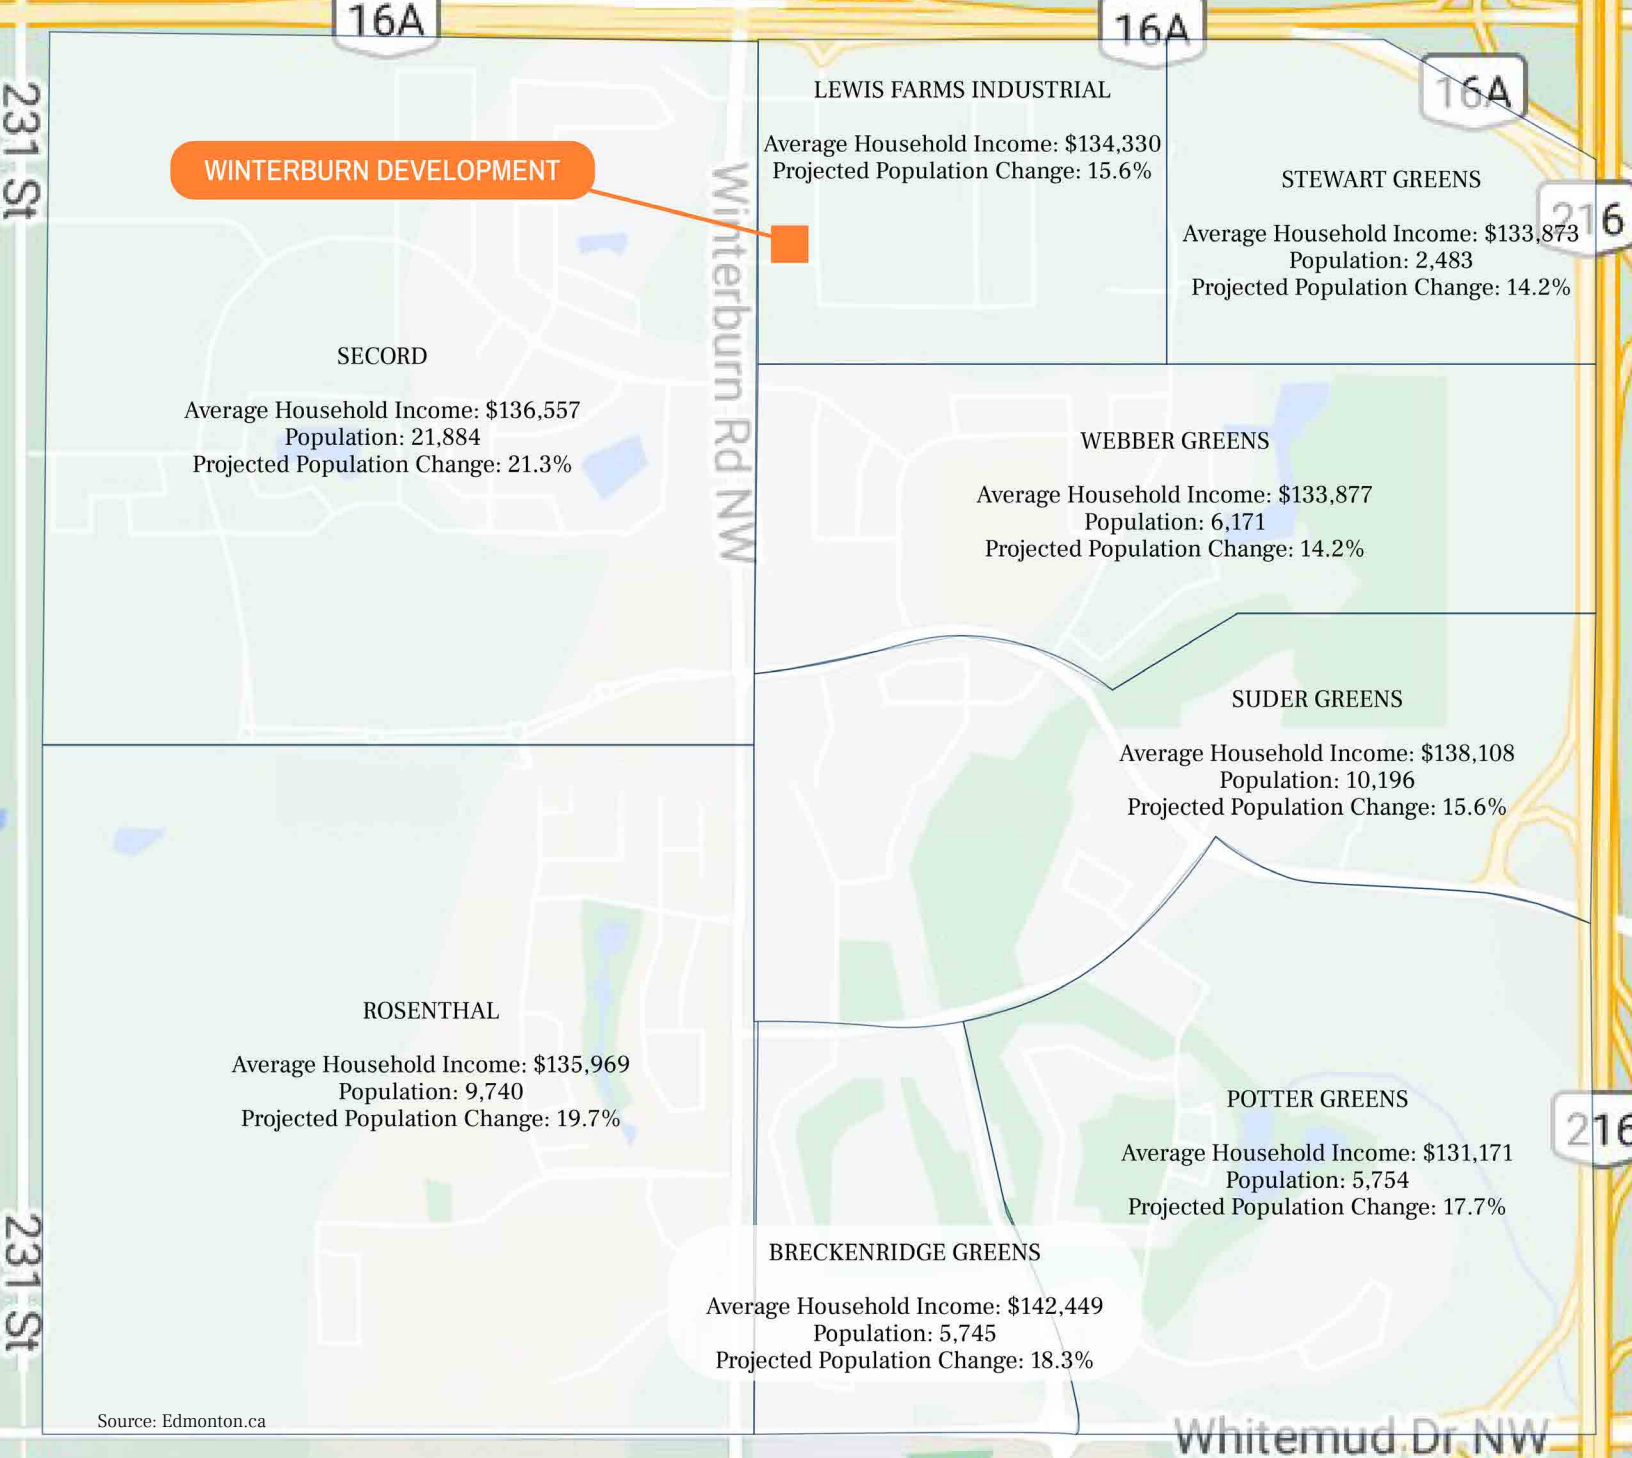 16A
16A
16A
231 St
LEWIS FARMS INDUSTRIAL
Average Household Income: $134,330
Projected Population Change: 15.6%
WINTERBURN DEVELOPMENT
Winterburn Rd NW
STEWART GREENS
216
Average Household Income: $133,873
Population: 2,483
Projected Population Change: 14.2%
SECORD
Average Household Income: $136,557
Population: 21,884
Projected Population Change: 21.3%
WEBBER GREENS
Average Household Income: $133,877
Population: 6,171
Projected Population Change: 14.2%
SUDER GREENS
Average Household Income: $138,108
Population: 10,196
Projected Population Change: 15.6%
ROSENTHAL
Average Household Income: $135,969
Population: 9,740
Projected Population Change: 19.7%
POTTER GREENS
216
Average Household Income: $131,171
Population: 5,754
Projected Population Change: 17.7%
231 St
BRECKENRIDGE GREENS
Average Household Income: $142,449
Population: 5,745
Projected Population Change: 18.3%
Source: Edmonton.ca
Whitemud Dr NW